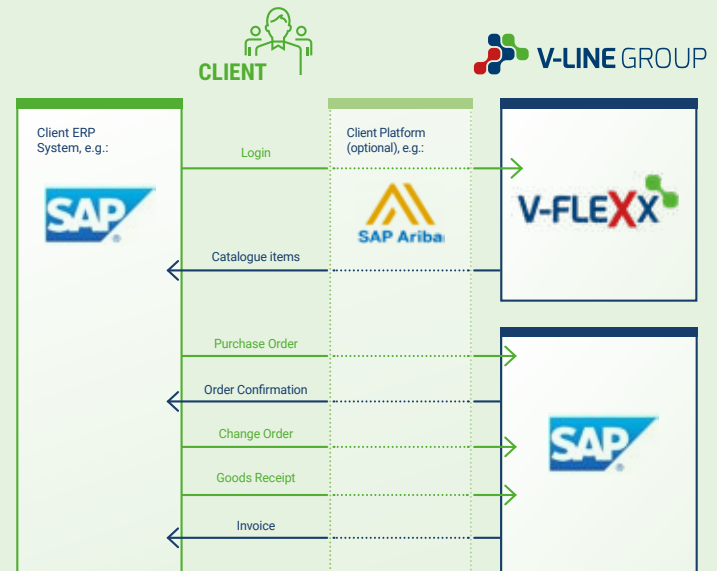 CLIENT
V-LINE GROUP
Client ERP
System, e.g.:
SAP
®
Client Platform
(optional), e.g.:
SAP Ariba
V-FLEXX
Login
Catalogue items
Purchase Order
Order Confirmation
Change Order
Goods Receipt
Invoice
SAP
®